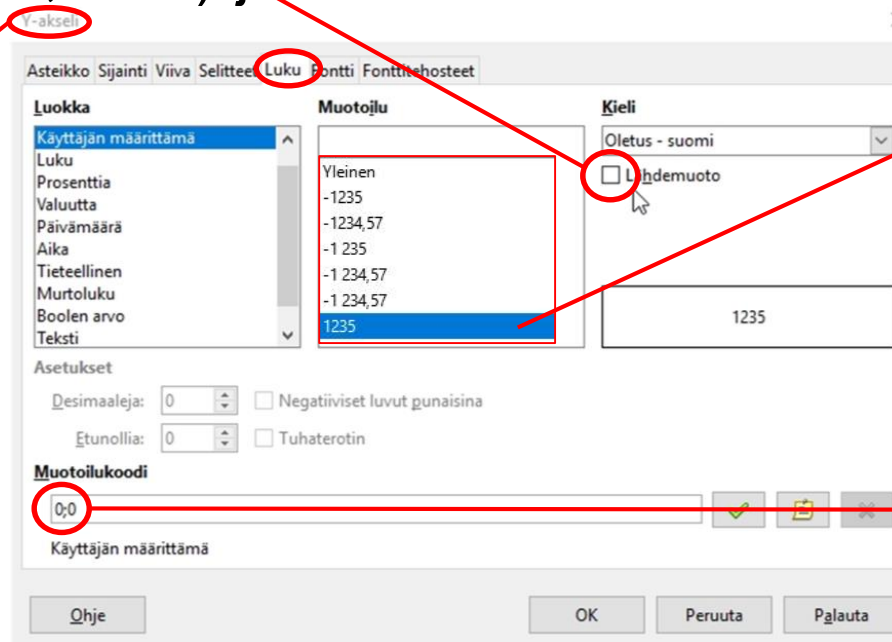 Y-akseli
Asteikko Sijainti Viiva Selitteet Luku Fontti Fonttitehosteet
Luokka Muotoilu Kieli
Käyttäjän määrittämä
Luku
Prosenttia
Valuutta
Päivämäärä
Aika
Tieteellinen
Murtoluku
Boolen arvo
Teksti
Yleinen
-1235
-1234,57
-1 235
-1 234,57
-1 234,57
1235
Oletus - suomi
Lähdemuoto
1235
Asetukset
Desimaaleja: 0 Negatiiviset luvut punaisina
Etunollia: 0 Tuhaterotin
Muotoilukoodi
0;0
Käyttäjän määrittämä
Ohje OK Peruuta Palauta